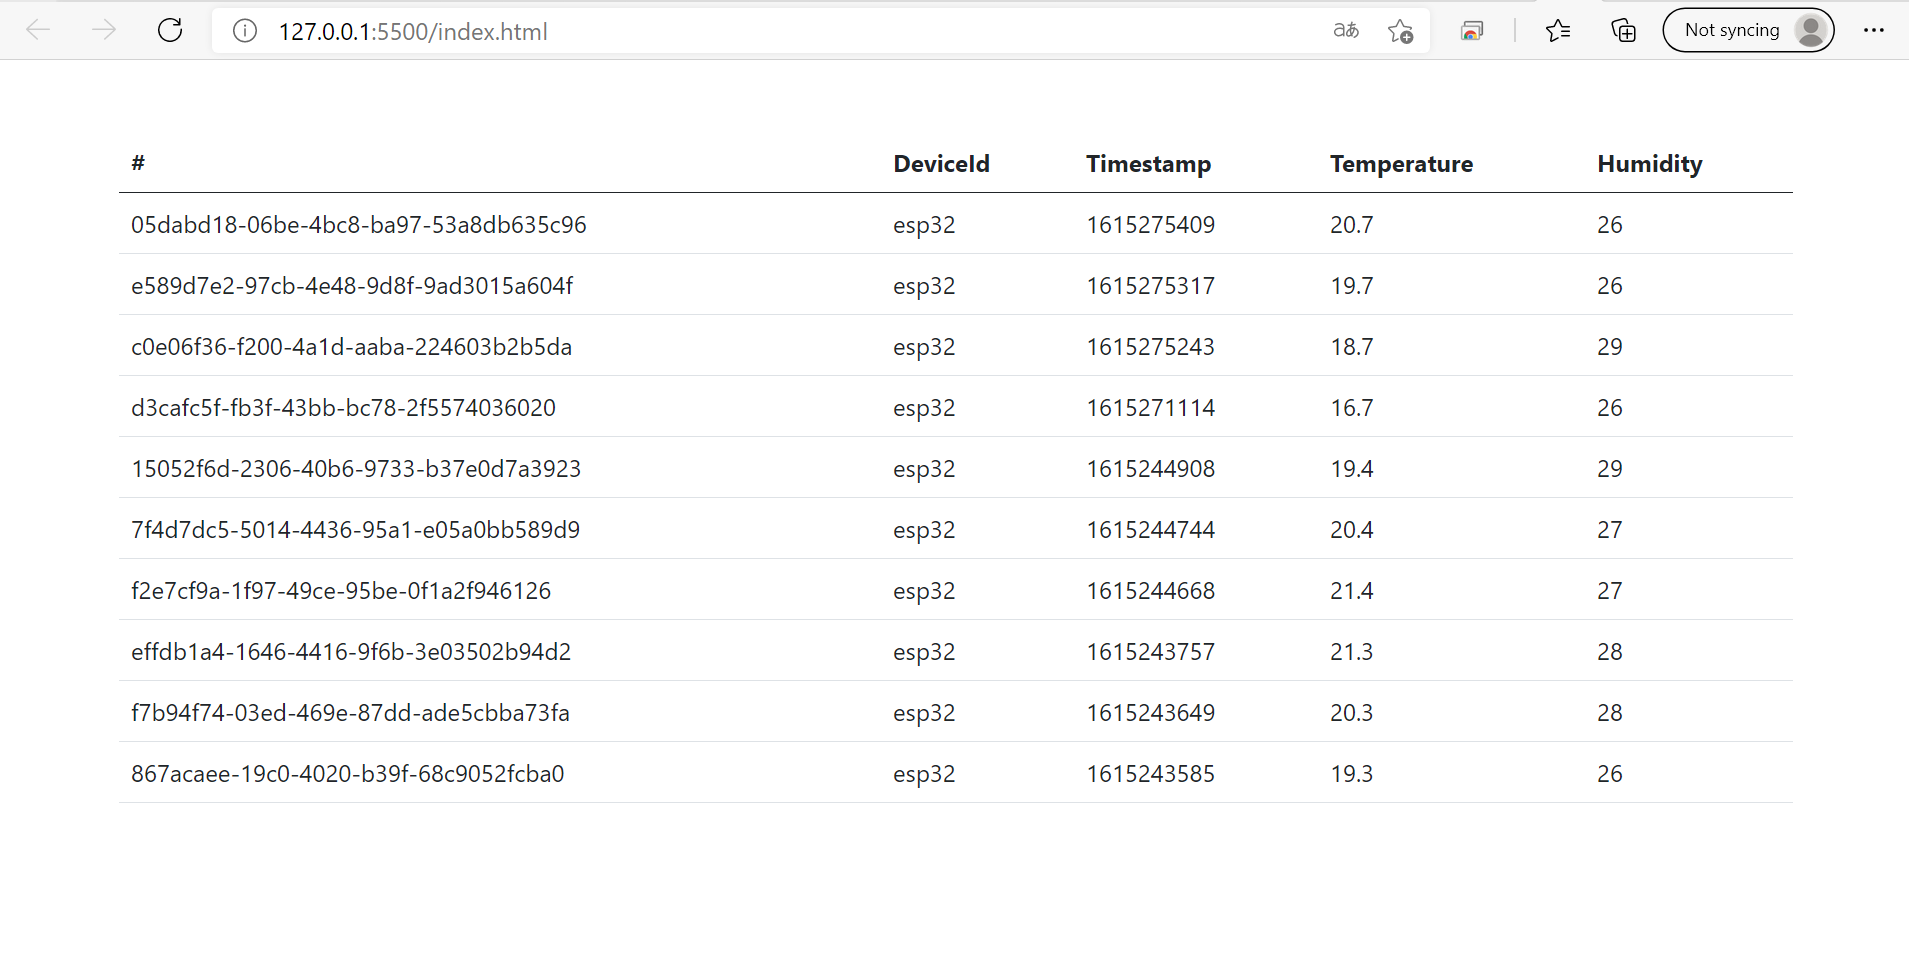 127.0.0.1:5500/index.html aあ Not syncing
# DeviceId Timestamp Temperature Humidity
05dabd18-06be-4bc8-ba97-53a8db635c96 esp32 1615275409 20.7 26
e589d7e2-97cb-4e48-9d8f-9ad3015a604f esp32 1615275317 19.7 26
c0e06f36-f200-4a1d-aaba-224603b2b5da esp32 1615275243 18.7 29
d3cafc5f-fb3f-43bb-bc78-2f5574036020 esp32 1615271114 16.7 26
15052f6d-2306-40b6-9733-b37e0d7a3923 esp32 1615244908 19.4 29
7f4d7dc5-5014-4436-95a1-e05a0bb589d9 esp32 1615244744 20.4 27
f2e7cf9a-1f97-49ce-95be-0f1a2f946126 esp32 1615244668 21.4 27
effdb1a4-1646-4416-9f6b-3e03502b94d2 esp32 1615243757 21.3 28
f7b94f74-03ed-469e-87dd-ade5cbba73fa esp32 1615243649 20.3 28
867acaee-19c0-4020-b39f-68c9052fcba0 esp32 1615243585 19.3 26